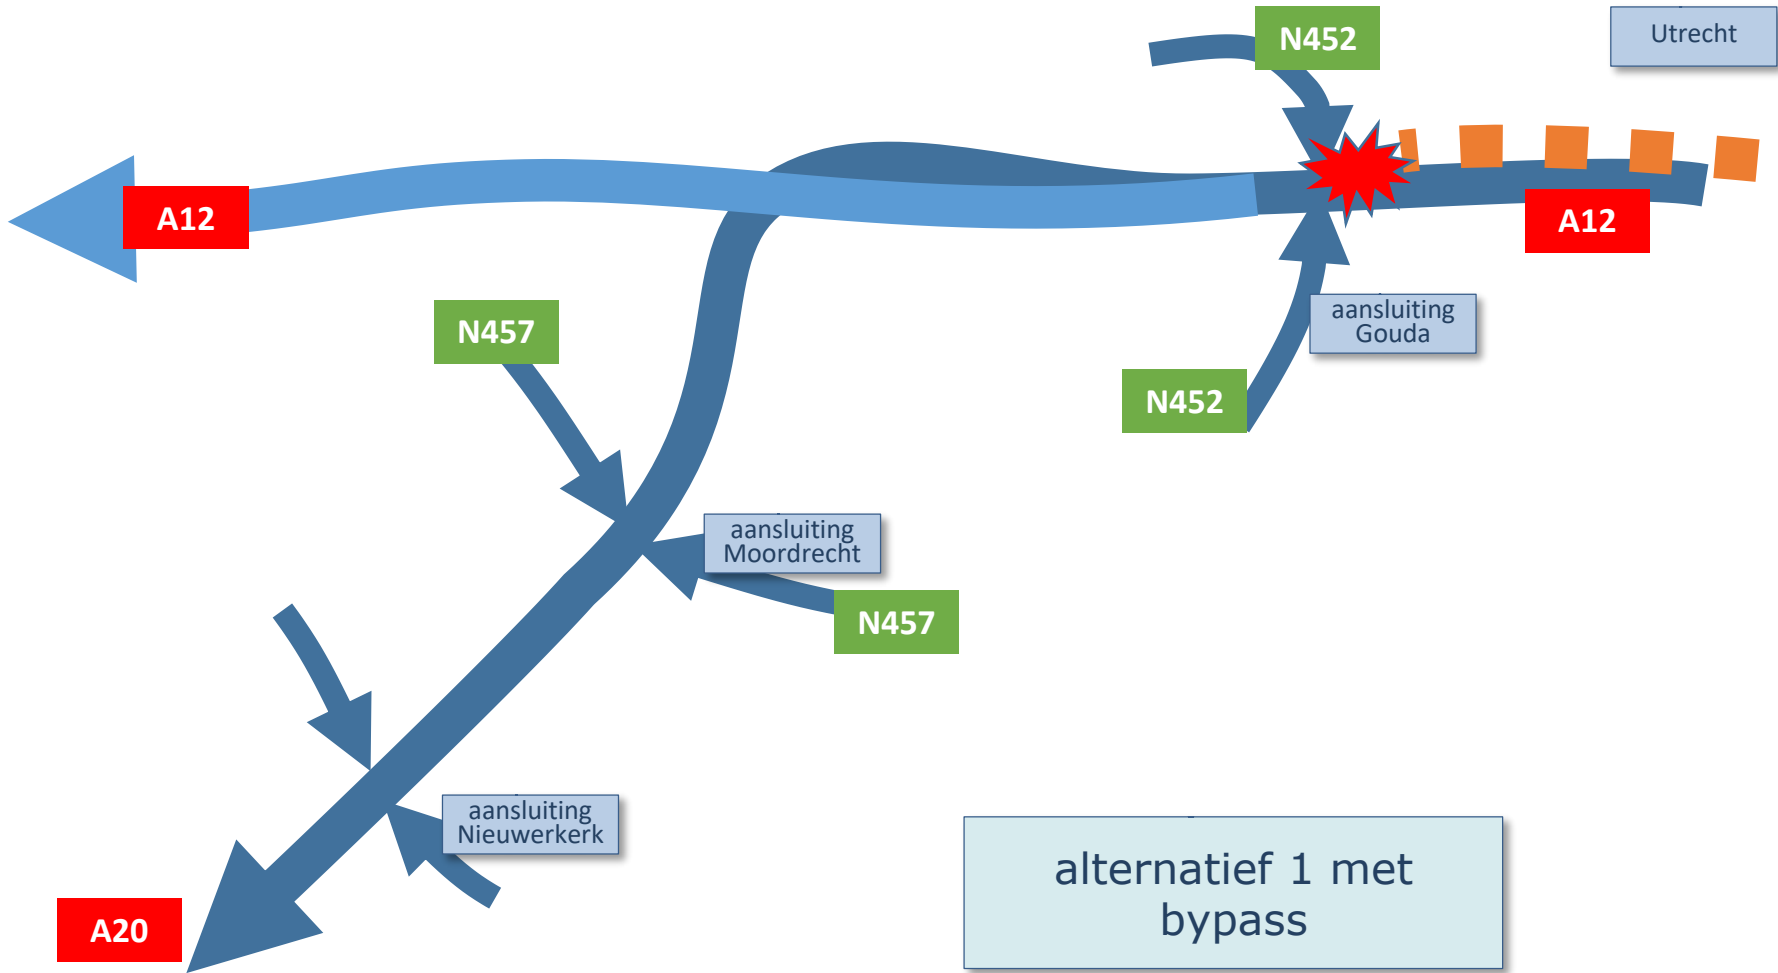 Utrecht
N452
A12
A12
N457
aansluiting
Gouda
N452
aansluiting
Moordrecht
N457
aansluiting
Nieuwerkerk
alternatief 1 met
bypass
A20